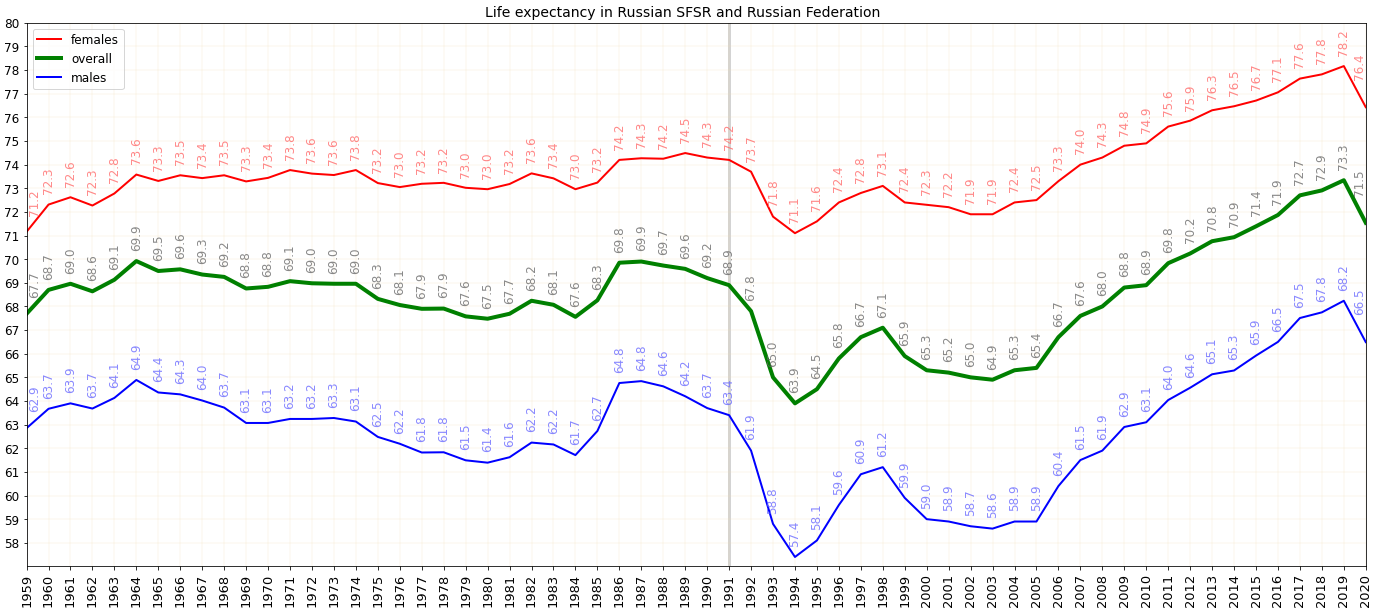 Life expectancy in Russian SFSR and Russian Federation
females
overall
males
80
79
78
77
76
75
74
73
72
71
70
69
68
67
66
65
64
63
62
61
60
59
58
71.2 72.3 72.6 72.3 72.8 73.6 73.3 73.5 73.4 73.5 73.3 73.4 73.8 73.6 73.6 73.8 73.2 73.0 73.2 73.2 73.0 73.0 73.2 73.6 73.4 73.0 73.2 74.2 74.3 74.2 74.5 74.3 74.2 73.7 71.8 71.1 71.6 72.4 72.8 73.1 72.4 72.3 72.2 71.9 71.9 72.4 72.5 73.3 74.0 74.3 74.8 74.9 75.6 75.9 76.3 76.5 76.7 77.1 77.6 77.8 78.2 76.4
67.7 68.7 69.0 68.6 69.1 69.9 69.5 69.6 69.3 69.2 68.8 68.8 69.1 69.0 69.0 69.0 68.3 68.1 67.9 67.9 67.6 67.5 67.7 68.2 68.1 67.6 68.3 69.8 69.9 69.7 69.6 69.2 68.9 67.8 65.0 63.9 64.5 65.8 66.7 67.1 65.9 65.3 65.2 65.0 64.9 65.3 65.4 66.7 67.6 68.0 68.8 68.9 69.8 70.2 70.8 70.9 71.4 71.9 72.7 72.9 73.3 71.5
62.9 63.7 63.9 63.7 64.1 64.9 64.4 64.3 64.0 63.7 63.1 63.1 63.2 63.2 63.3 63.1 62.5 62.2 61.8 61.8 61.5 61.4 61.6 62.2 62.2 61.7 62.7 64.8 64.8 64.6 64.2 63.7 63.4 61.9 58.8 57.4 58.1 59.6 60.9 61.2 59.9 59.0 58.9 58.7 58.6 58.9 58.9 60.4 61.5 61.9 62.9 63.1 64.0 64.6 65.1 65.3 65.9 66.5 67.5 67.8 68.2 66.5
1959 1960 1961 1962 1963 1964 1965 1966 1967 1968 1969 1970 1971 1972 1973 1974 1975 1976 1977 1978 1979 1980 1981 1982 1983 1984 1985 1986 1987 1988 1989 1990 1991 1992 1993 1994 1995 1996 1997 1998 1999 2000 2001 2002 2003 2004 2005 2006 2007 2008 2009 2010 2011 2012 2013 2014 2015 2016 2017 2018 2019 2020